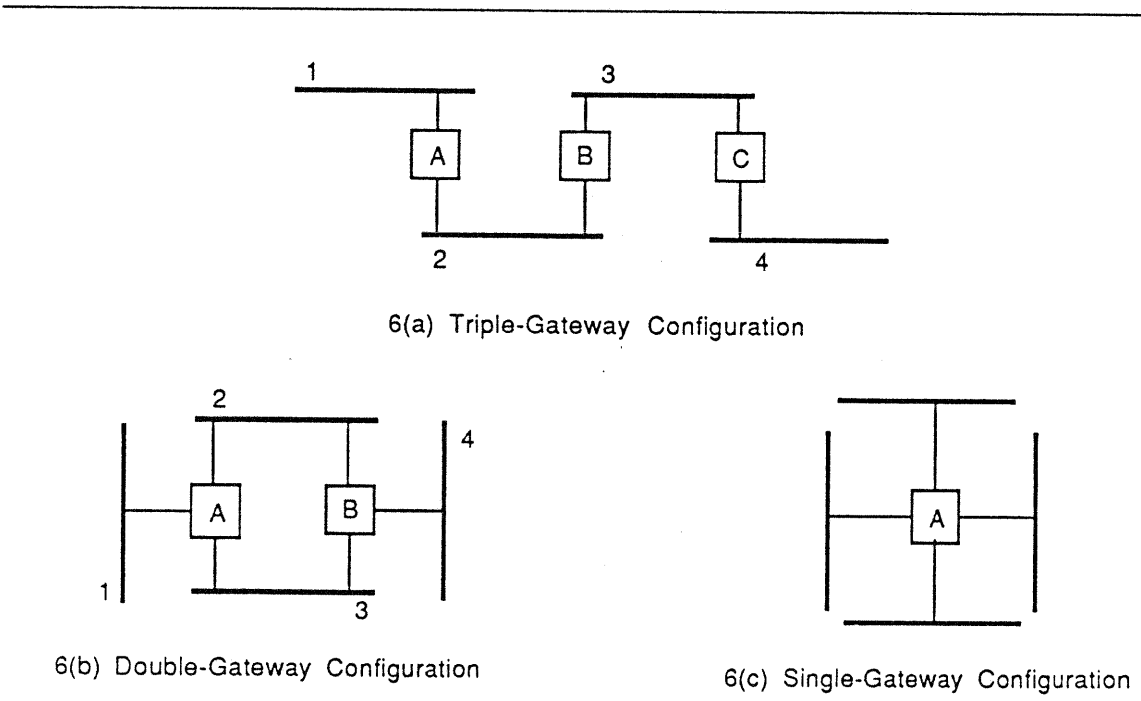 1
3
A
B
C
2
4
6(a) Triple-Gateway Configuration
2
4
A
B
A
1
3
6(b) Double-Gateway Configuration
6(c) Single-Gateway Configuration